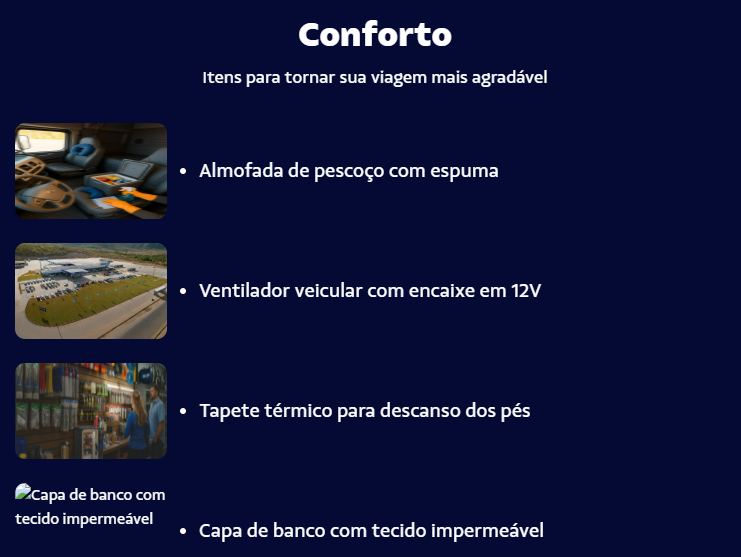 Conforto
Itens para tornar sua viagem mais agradável
Almofada de pescoço com espuma
Ventilador veicular com encaixe em 12V
Tapete térmico para descanso dos pés
Capa de banco com
tecido impermeável
Capa de banco com tecido impermeável